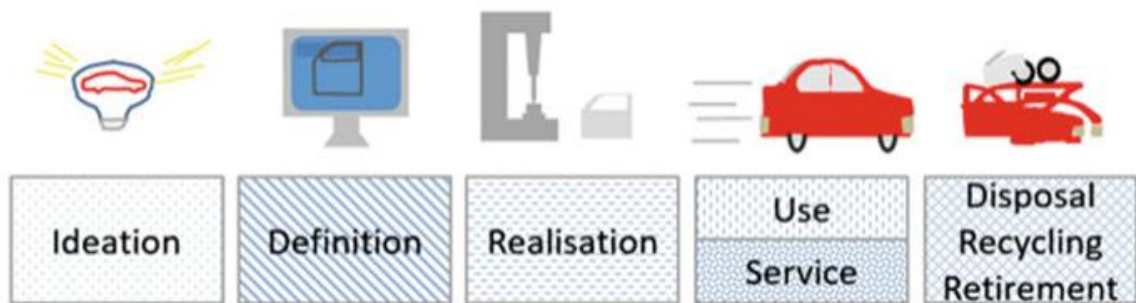 Ideation
Definition
Realisation
Use
Service
Disposal
Recycling
Retirement